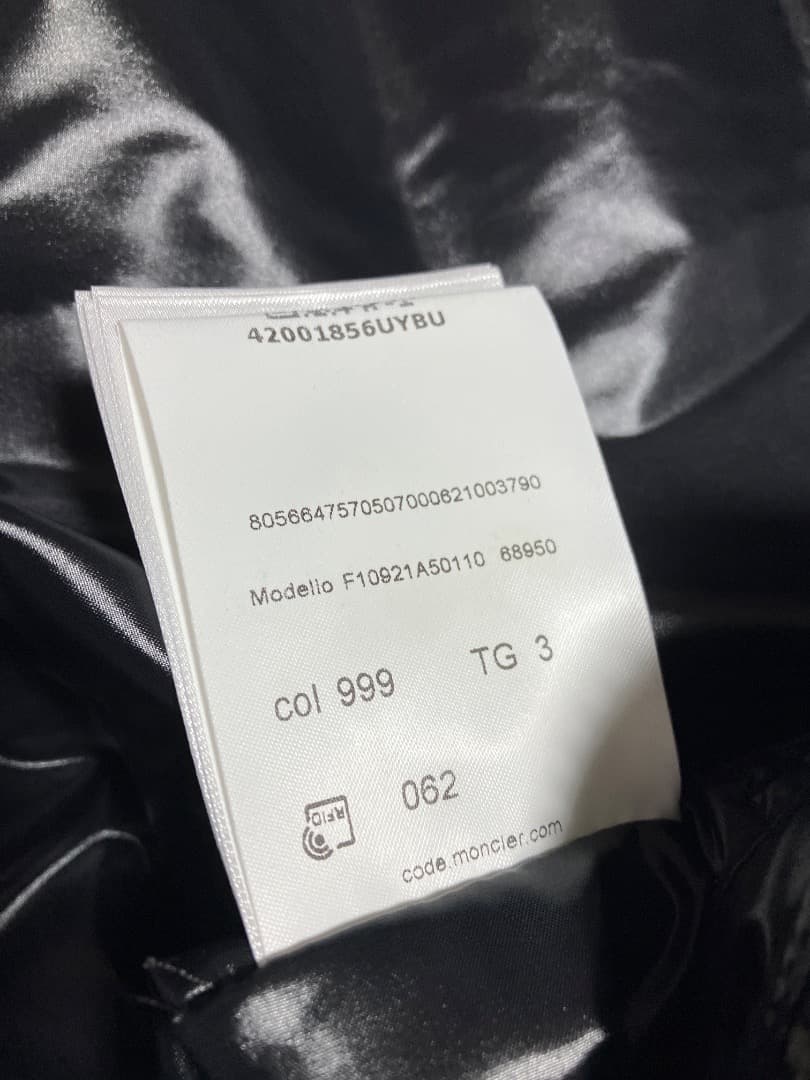 42001856UYBU
8056647570507000621003790
Modello F10921A50110 68950
col 999 TG 3
RFID
062
code.moncler.com